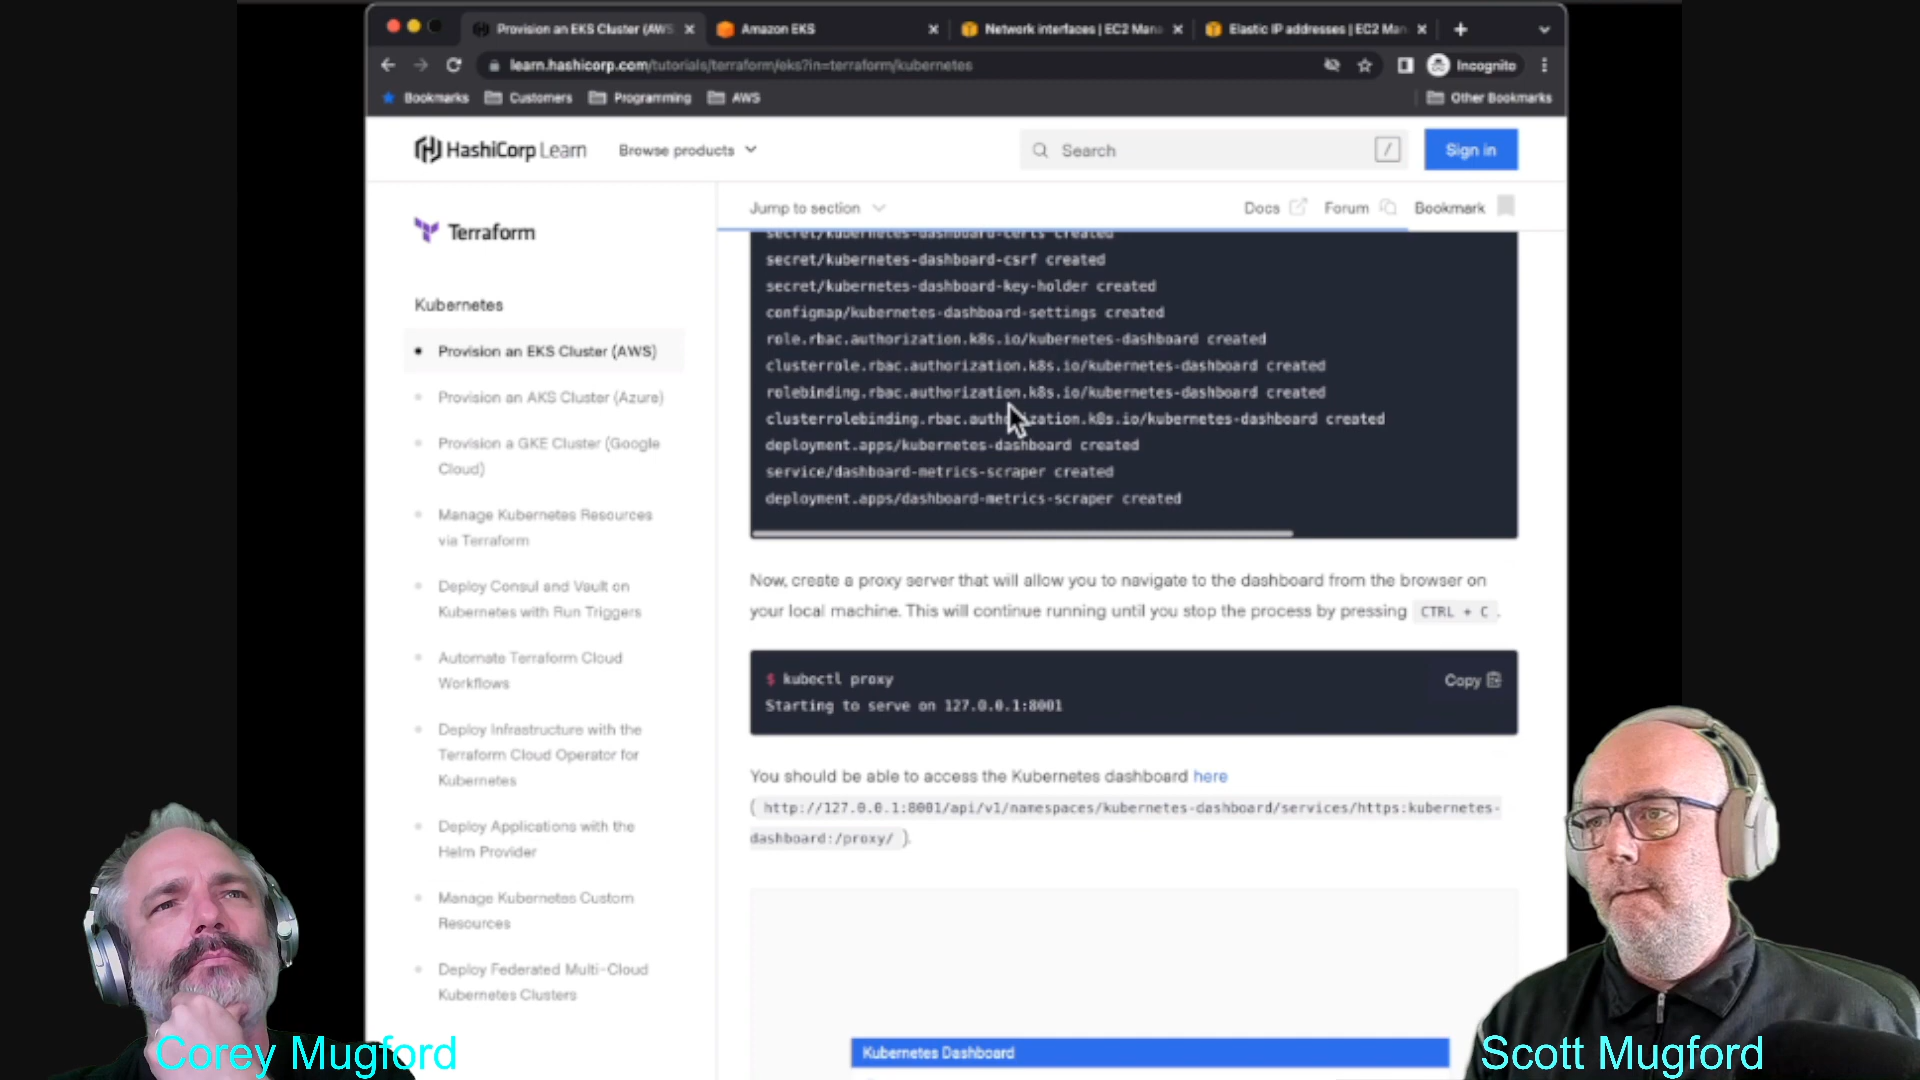 Provision an EKS Cluster (AWS
Amazon EKS
Network interfaces | EC2 Mana
Elastic IP addresses | EC2 Man
learn.hashicorp.com/tutorials/terraform/eks?in=terraform/kubernetes
Incognito
Bookmarks
Customers
Programming
AWS
Other Bookmarks
HashiCorp Learn
Browse products
Search
/
Sign in
Jump to section
Docs
Forum
Bookmark
Terraform
Kubernetes
Provision an EKS Cluster (AWS)
Provision an AKS Cluster (Azure)
Provision a GKE Cluster (Google
Cloud)
Manage Kubernetes Resources
via Terraform
Deploy Consul and Vault on
Kubernetes with Run Triggers
Automate Terraform Cloud
Workflows
Deploy Infrastructure with the
Terraform Cloud Operator for
Kubernetes
Deploy Applications with the
Helm Provider
Manage Kubernetes Custom
Resources
Deploy Federated Multi-Cloud
Kubernetes Clusters
secret/kubernetes-dashboard-certs created
secret/kubernetes-dashboard-csrf created
secret/kubernetes-dashboard-key-holder created
configmap/kubernetes-dashboard-settings created
role.rbac.authorization.k8s.io/kubernetes-dashboard created
clusterrole.rbac.authorization.k8s.io/kubernetes-dashboard created
rolebinding.rbac.authorization.k8s.io/kubernetes-dashboard created
clusterrolebinding.rbac.authorization.k8s.io/kubernetes-dashboard created
deployment.apps/kubernetes-dashboard created
service/dashboard-metrics-scraper created
deployment.apps/dashboard-metrics-scraper created
Now, create a proxy server that will allow you to navigate to the dashboard from the browser on
your local machine. This will continue running until you stop the process by pressing CTRL + C .
$ kubectl proxy
Copy
Starting to serve on 127.0.0.1:8001
You should be able to access the Kubernetes dashboard here
( http://127.0.0.1:8001/api/v1/namespaces/kubernetes-dashboard/services/https:kubernetes-
dashboard:/proxy/ ).
Kubernetes Dashboard
Corey Mugford
Scott Mugford